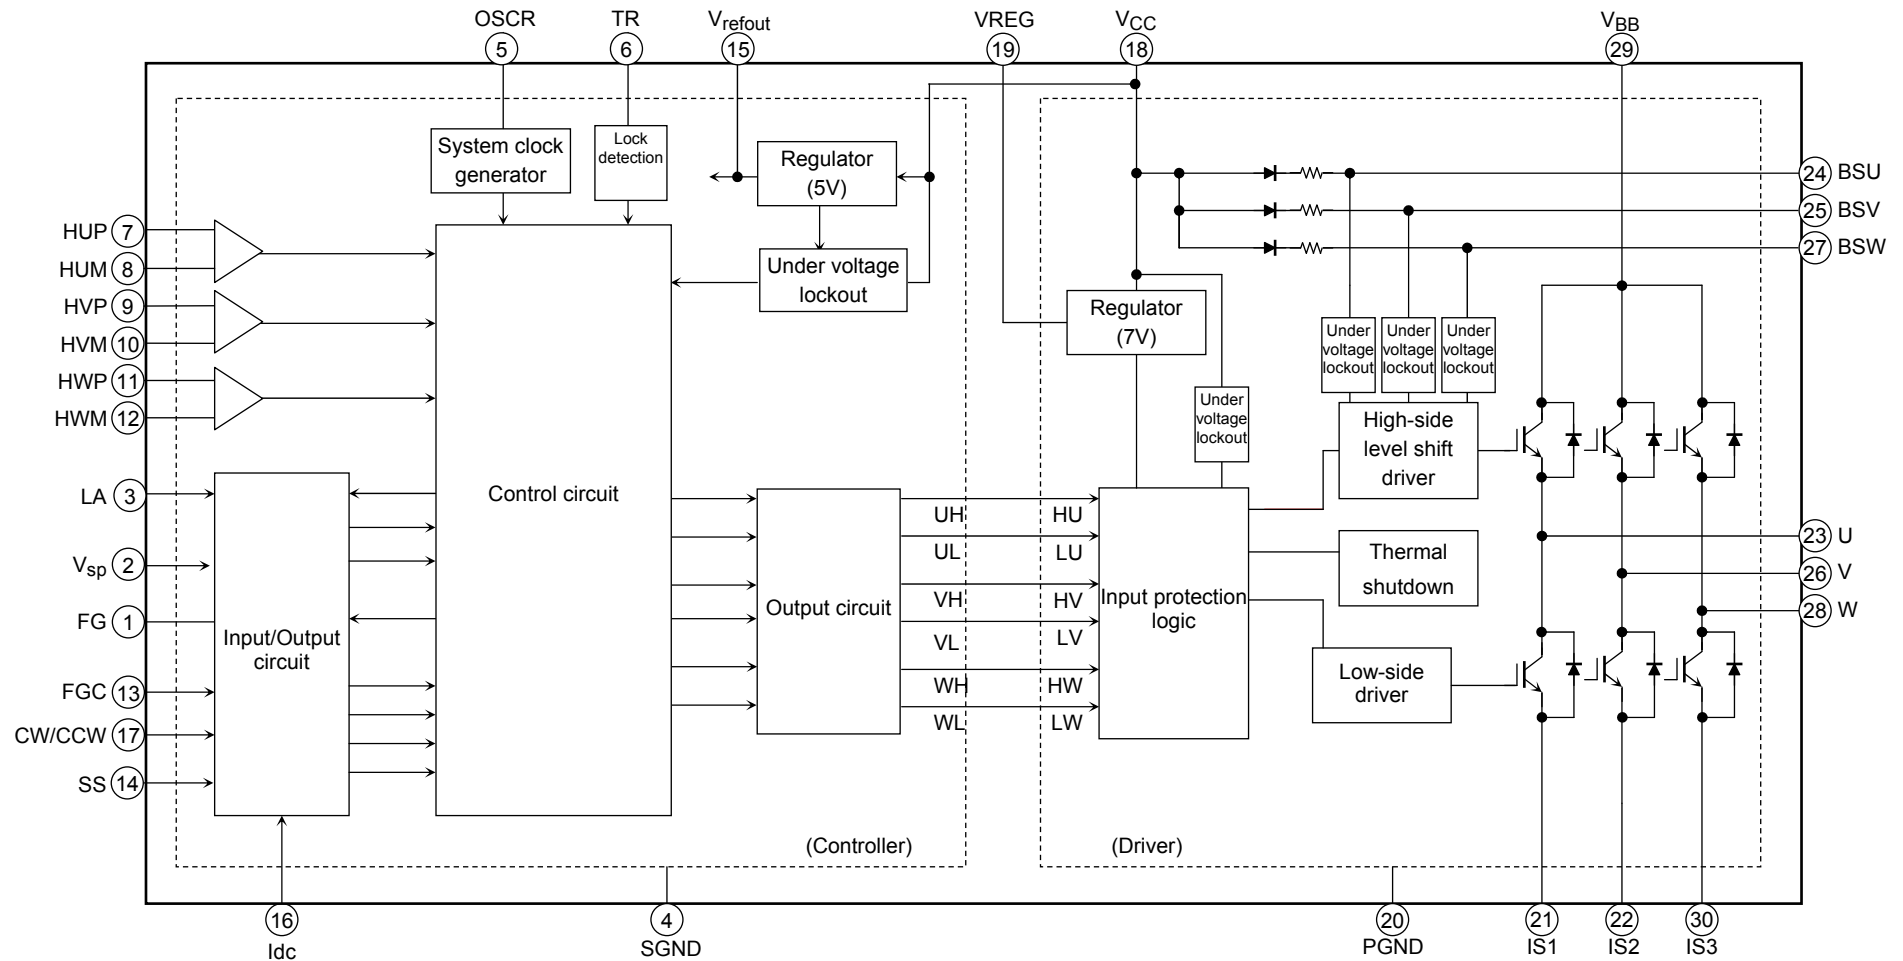 OSCR
TR
Vrefout
VREG
VCC
VBB
5
6
15
19
18
29
System clock
generator
Lock
detection
Regulator
(5V)
Under voltage
lockout
HUP 7
HUM 8
HVP 9
HVM 10
HWP 11
HWM 12
LA 3
Vsp 2
FG 1
FGC 13
CW/CCW 17
SS 14
Input/Output
circuit
Control circuit
Output circuit
UH
UL
VH
VL
WH
WL
HU
LU
HV
LV
HW
LW
(Controller)
Regulator
(7V)
Under
voltage
lockout
Input protection
logic
Under
voltage
lockout
Under
voltage
lockout
Under
voltage
lockout
High-side
level shift
driver
Thermal
shutdown
Low-side
driver
(Driver)
24 BSU
25 BSV
27 BSW
23 U
26 V
28 W
16
Idc
4
SGND
20
PGND
21
IS1
22
IS2
30
IS3